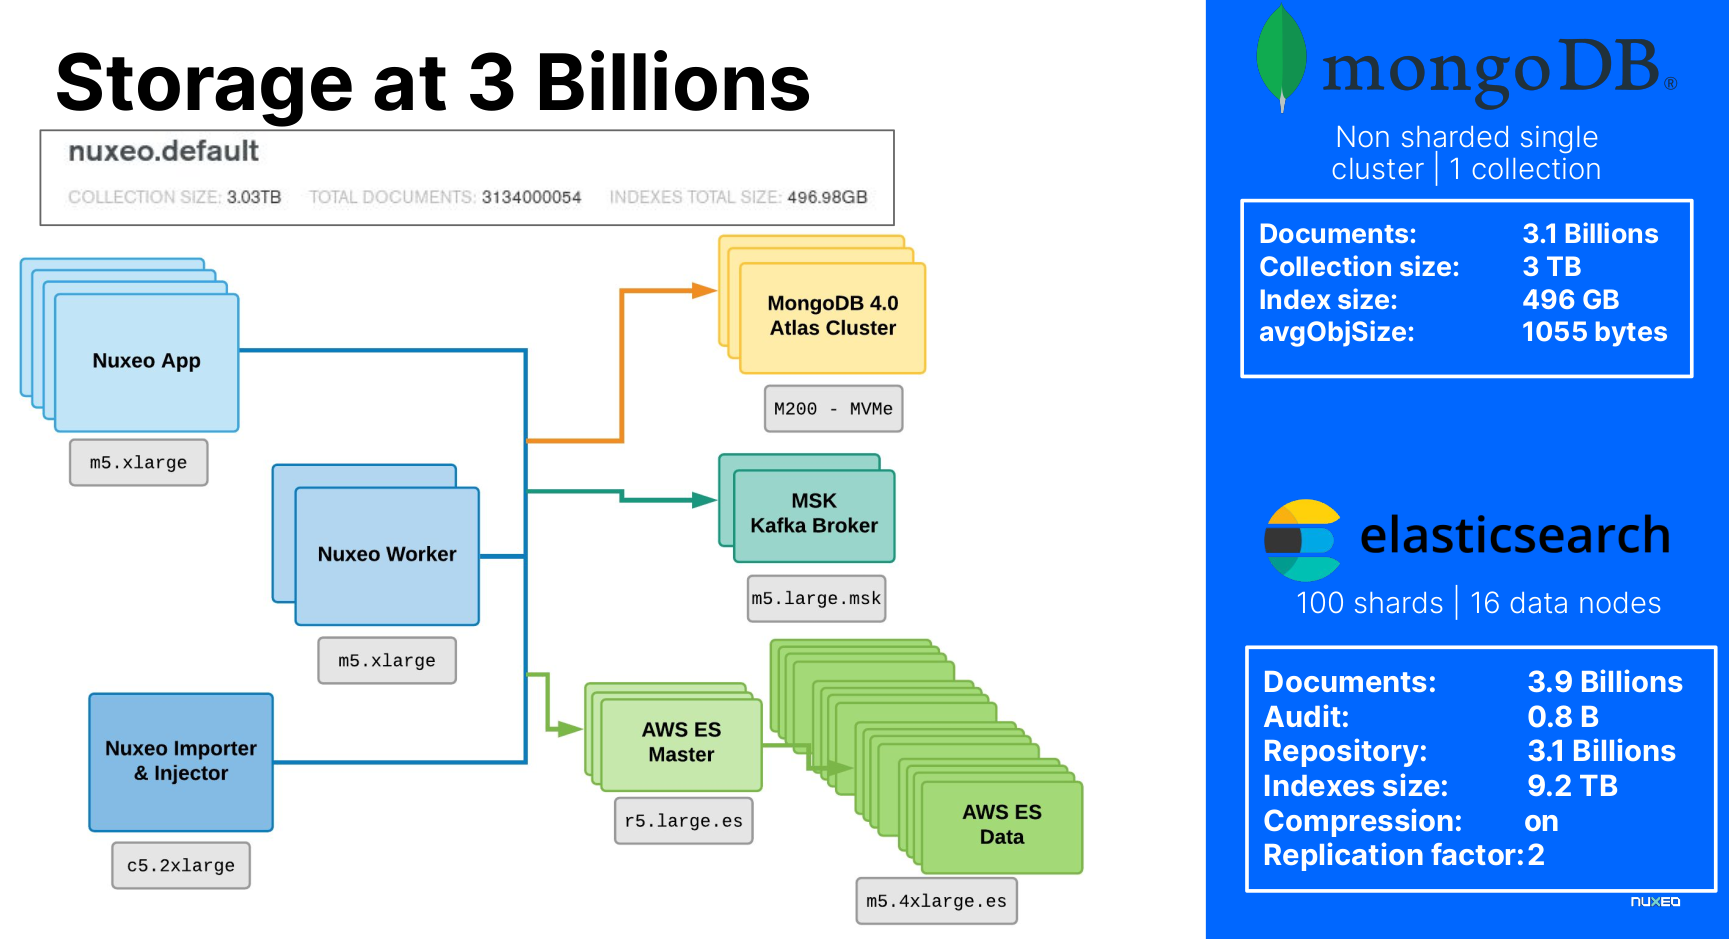 Storage at 3 Billions
nuxeo.default
COLLECTION SIZE: 3.03TB TOTAL DOCUMENTS: 3134000054 INDEXES TOTAL SIZE: 496.98GB
Nuxeo App
m5.xlarge
Nuxeo Worker
m5.xlarge
Nuxeo Importer
& Injector
c5.2xlarge
MongoDB 4.0
Atlas Cluster
M200 - MVMe
MSK
Kafka Broker
m5.large.msk
AWS ES
Master
r5.large.es
AWS ES
Data
m5.4xlarge.es
mongoDB®
Non sharded single
cluster | 1 collection
Documents: 3.1 Billions
Collection size: 3 TB
Index size: 496 GB
avgObjSize: 1055 bytes
elasticsearch
100 shards | 16 data nodes
Documents: 3.9 Billions
Audit: 0.8 B
Repository: 3.1 Billions
Indexes size: 9.2 TB
Compression: on
Replication factor: 2
nuxeo